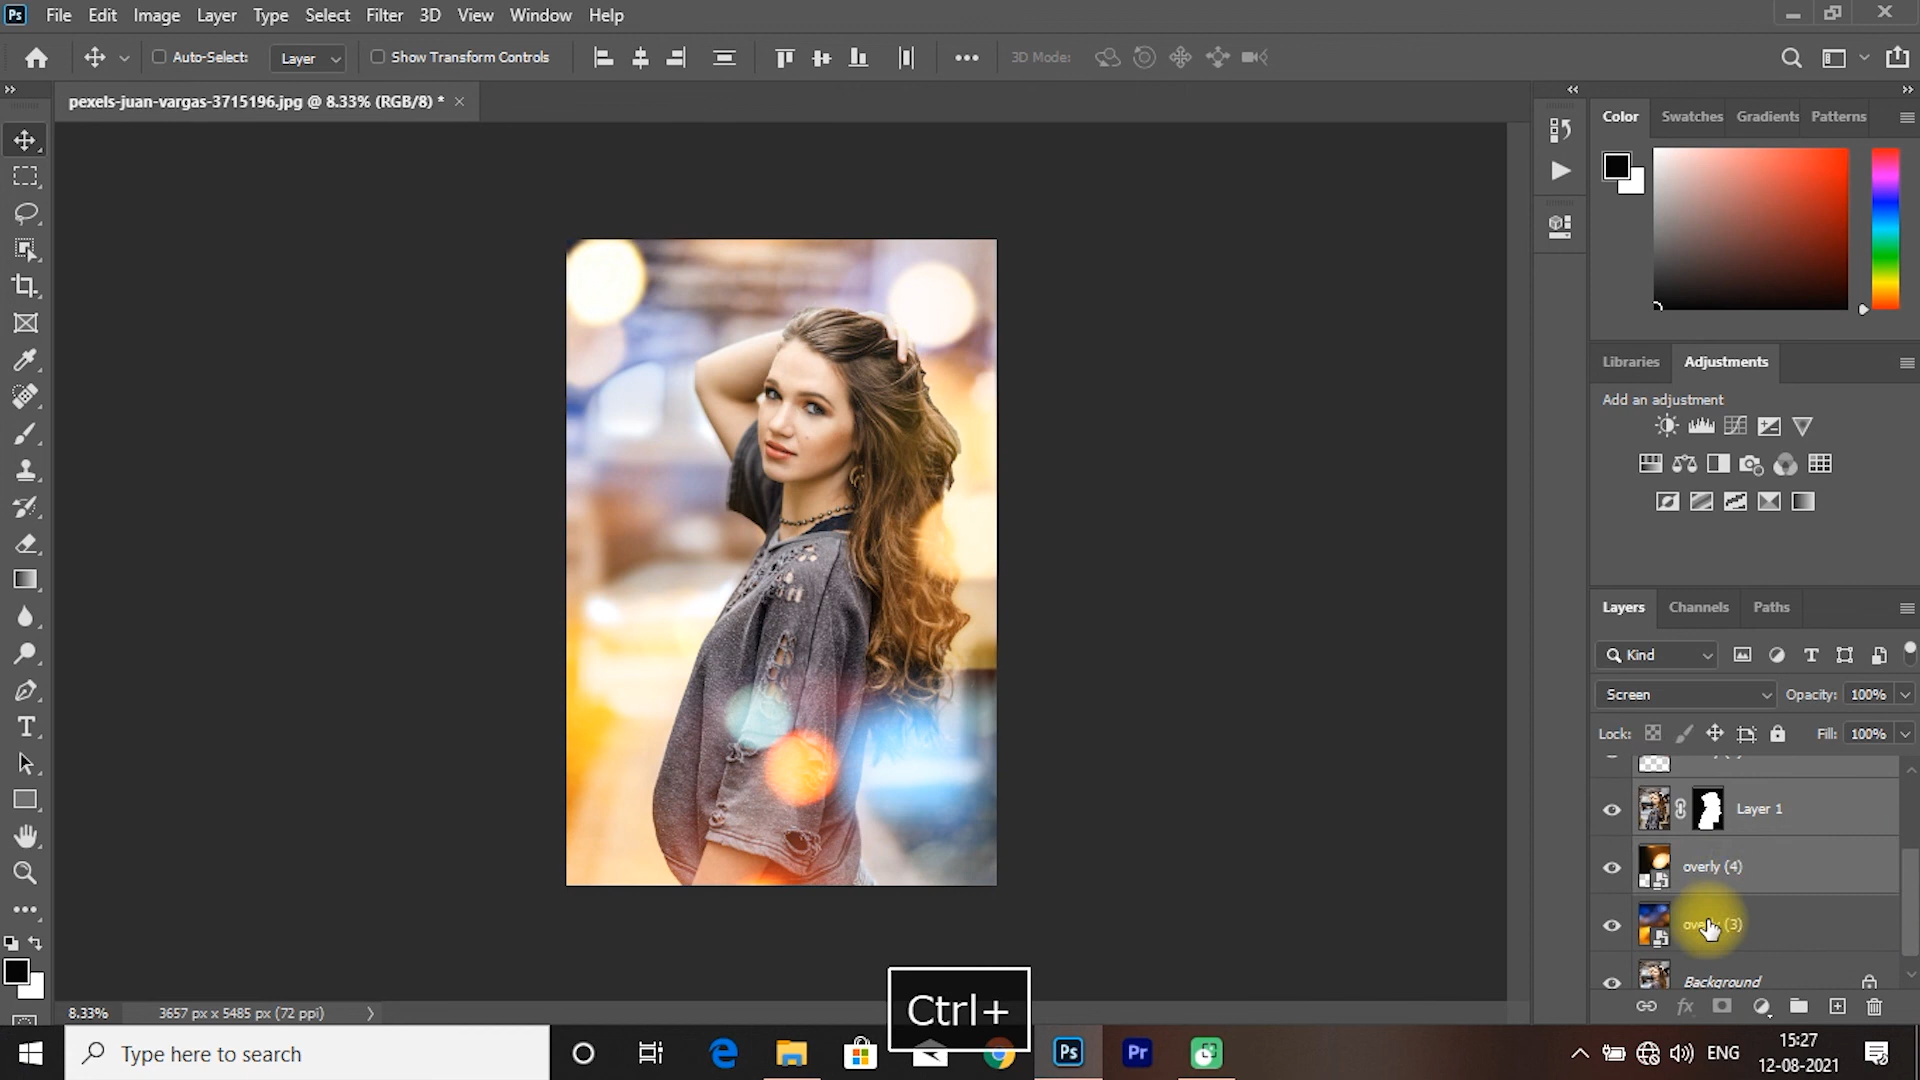 Ps File Edit Image Layer Type Select Filter 3D View Window Help
Auto-Select: Layer Show Transform Controls 3D Mode:
pexels-juan-vargas-3715196.jpg @ 8.33% (RGB/8) *
Color Swatches Gradients Patterns
Libraries Adjustments
Add an adjustment
Layers Channels Paths
Kind
Screen Opacity: 100%
Lock: Fill: 100%
Layer 1
overly (4)
(3)
Background
8.33% 3657 px x 5485 px (72 ppi)
Ctrl+
Type here to search
Ps Pr ENG
15:27
12-08-2021